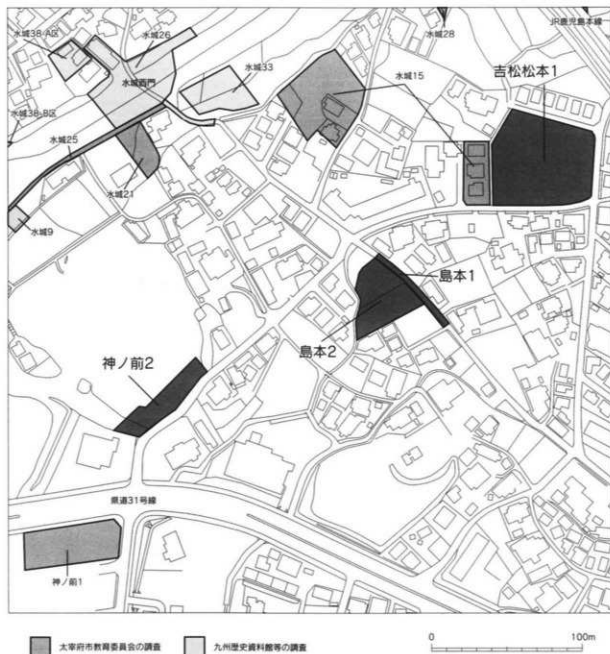 水城38-A区
水城26
水城28
JR鹿児島本線
水城西門
水城33
水城15
吉松松本1
水城38-B区
水城25
水城21
水城9
島本1
島本2
神ノ前2
県道31号線
神ノ前1
太宰府市教育委員会の調査
九州歴史資料館等の調査
0
100m